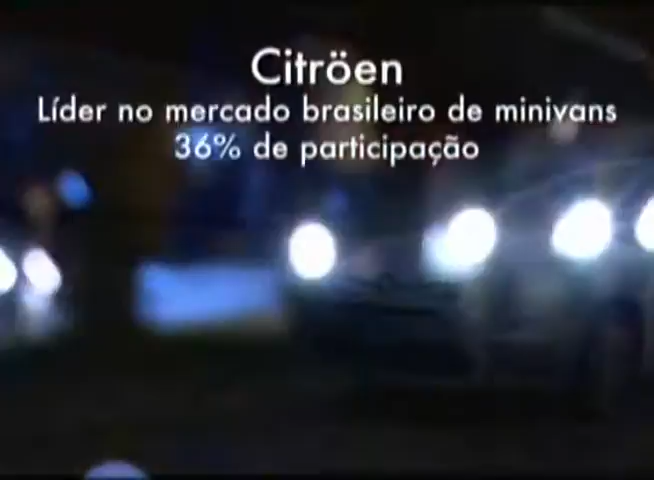 Citröen
Líder no mercado brasileiro de minivans
36% de participação